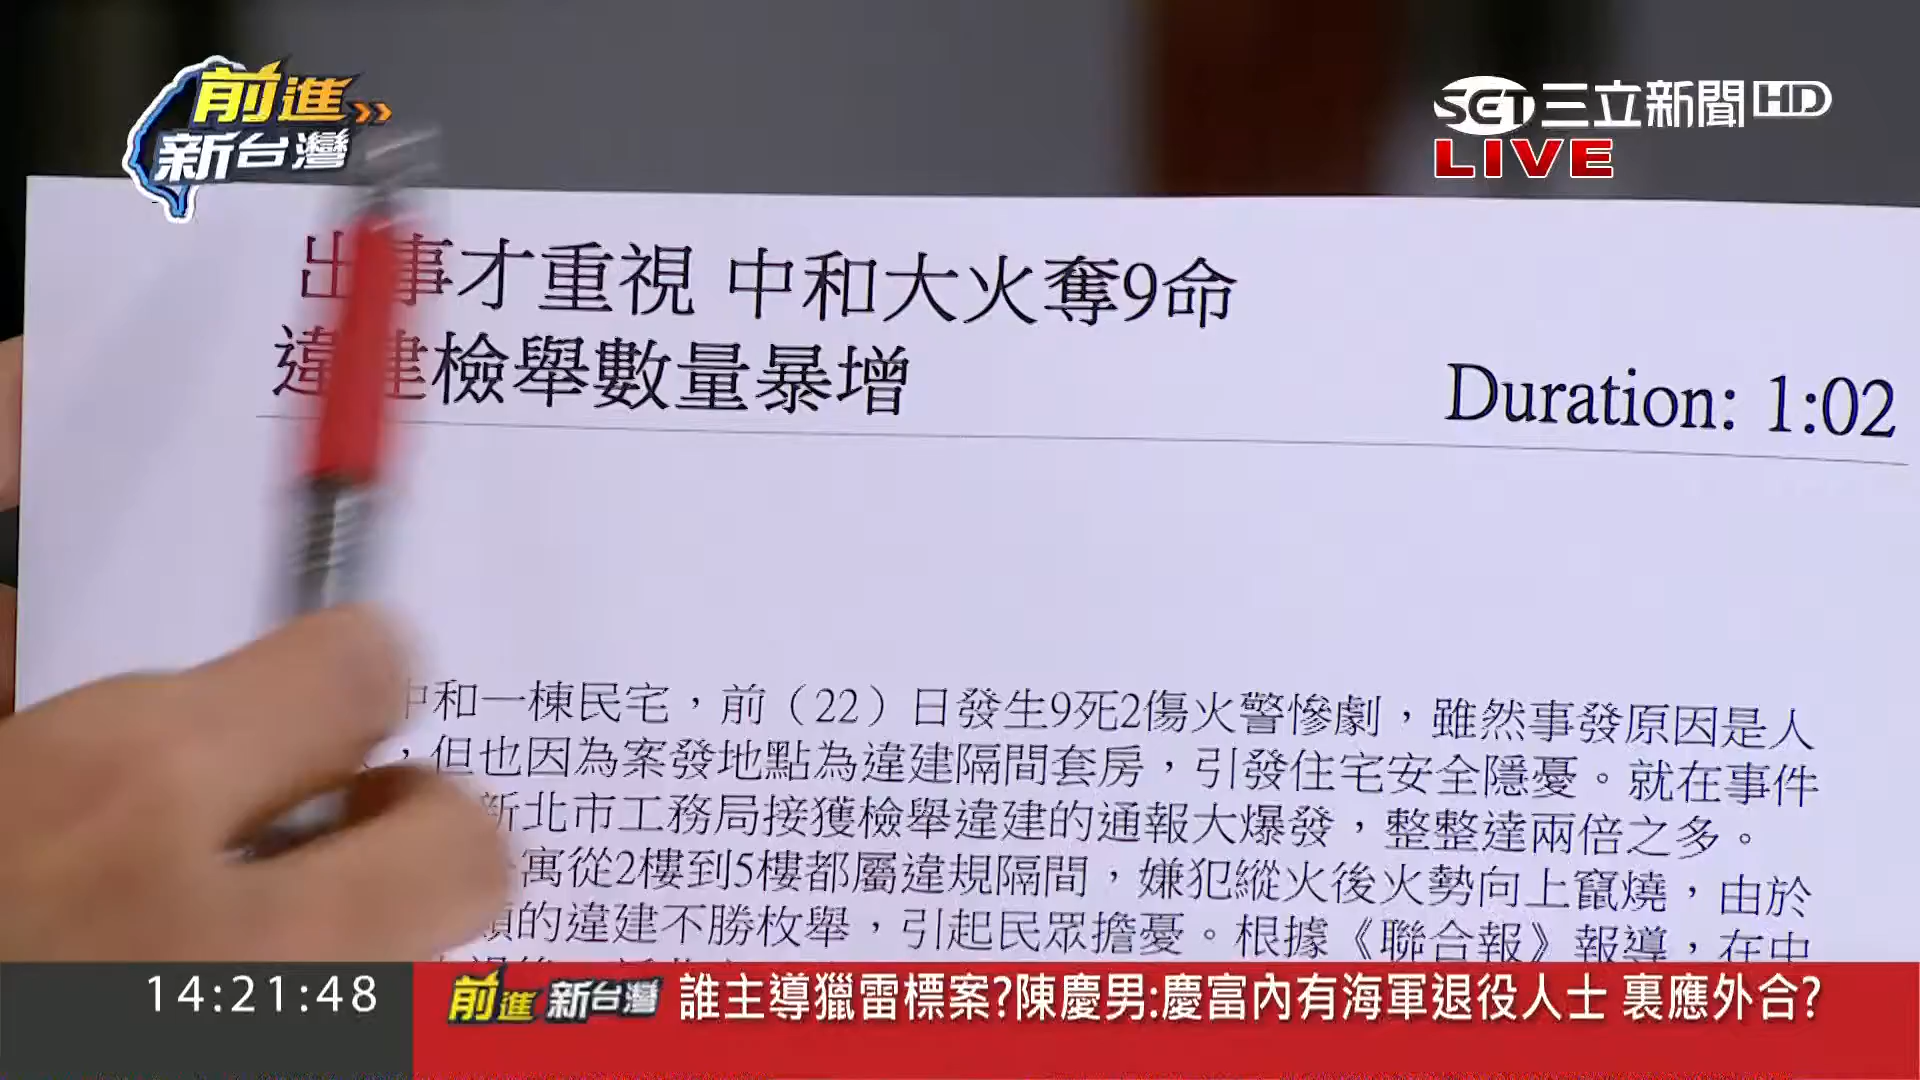 前進
新台灣
SET三立新聞HD
LIVE
出事才重視 中和大火奪9命
違建檢舉數量暴增
Duration: 1:02
中和一棟民宅，前（22）日發生9死2傷火警慘劇，雖然事發原因是人
，但也因為案發地點為違建隔間套房，引發住宅安全隱憂。就在事件
新北市工務局接獲檢舉違建的通報大爆發，整整達兩倍之多。
寓從2樓到5樓都屬違規隔間，嫌犯縱火後火勢向上竄燒，由於
的違建不勝枚舉，引起民眾擔憂。根據《聯合報》報導，在中
14:21:48
前進新台灣 誰主導獵雷標案?陳慶男:慶富內有海軍退役人士 裏應外合?